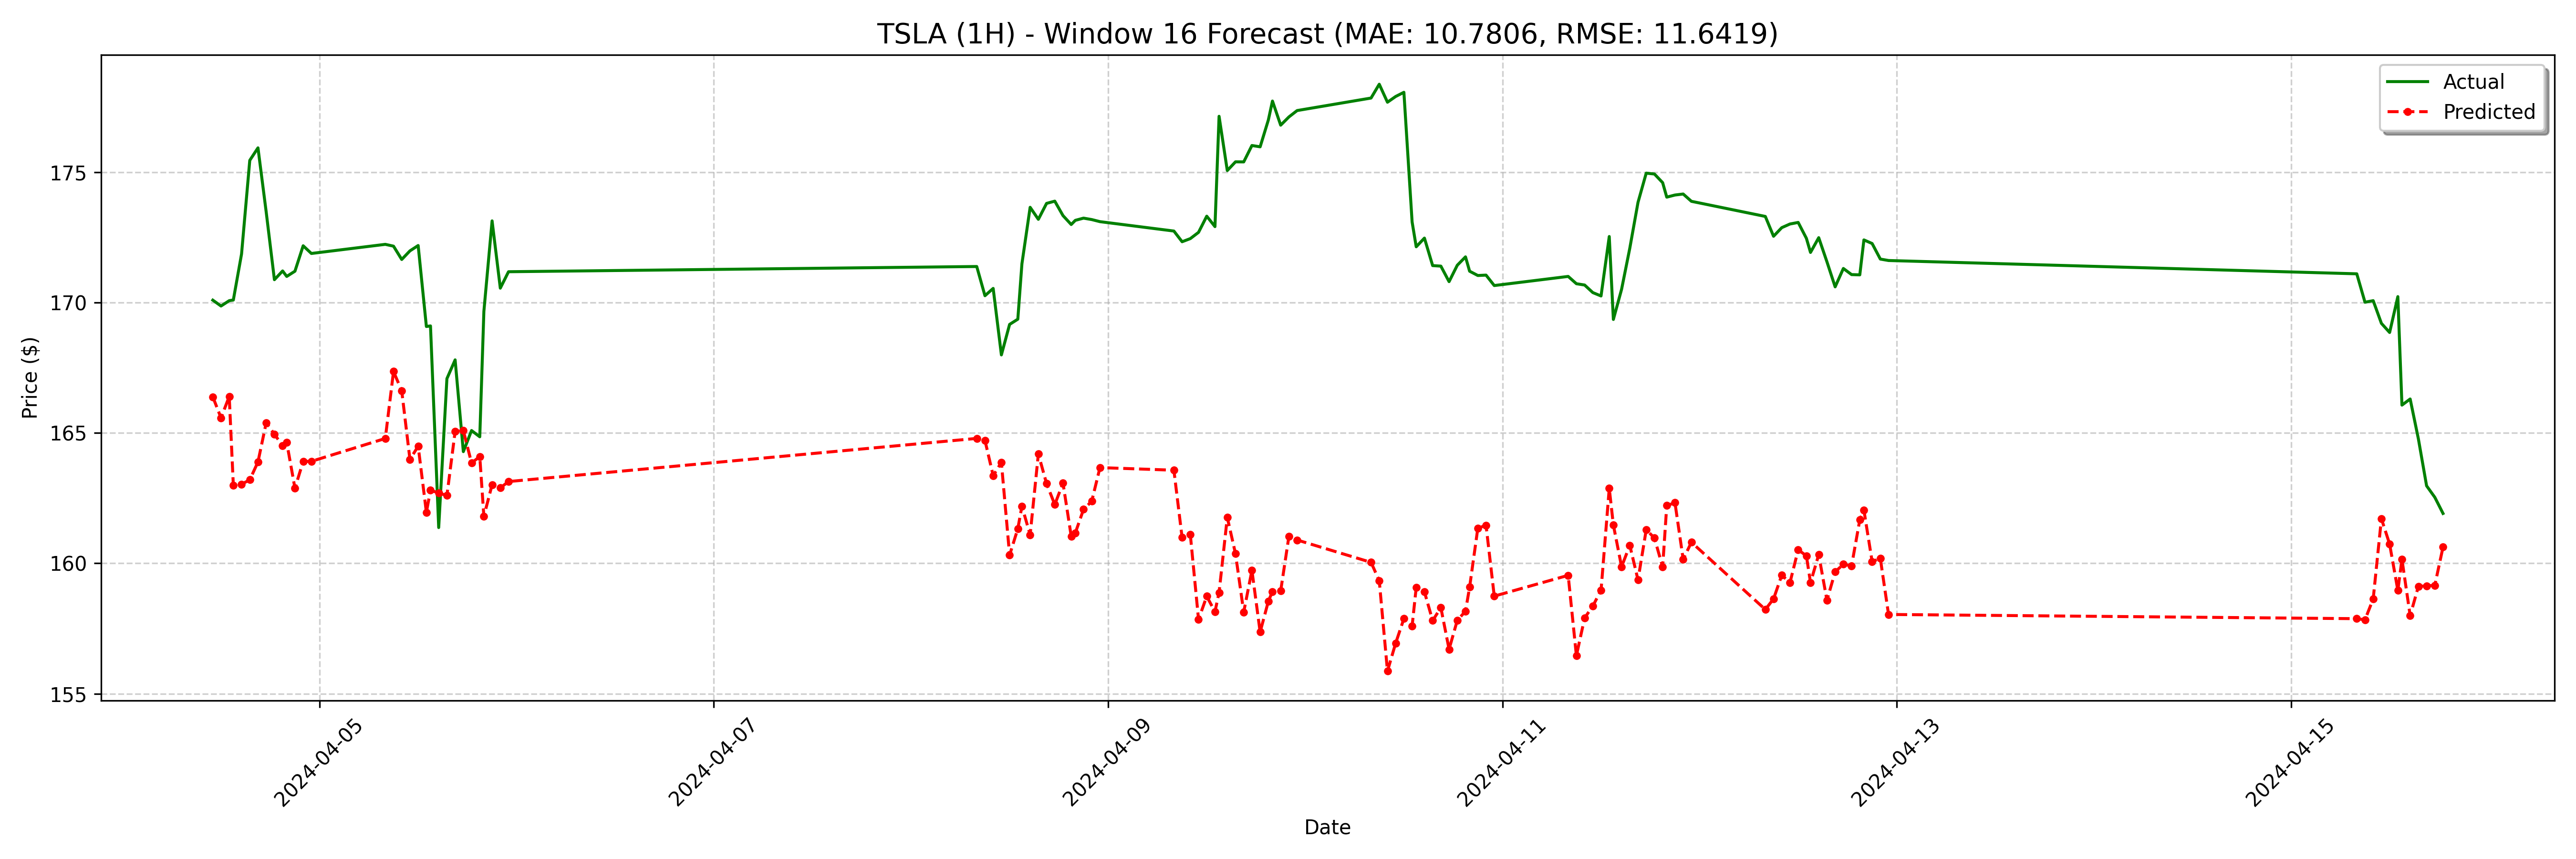 TSLA (1H) - Window 16 Forecast (MAE: 10.7806, RMSE: 11.6419)
Actual
Predicted
Price ($)
175
170
165
160
155
2024-04-05
2024-04-07
2024-04-09
2024-04-11
2024-04-13
2024-04-15
Date